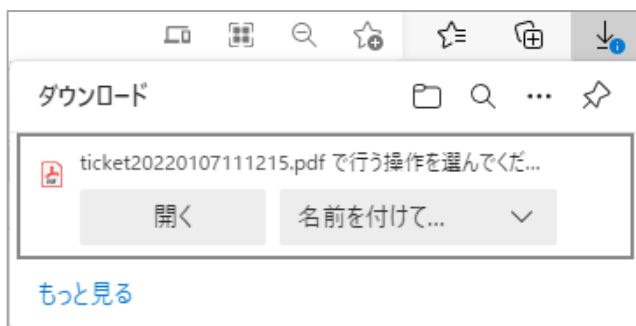 ダウンロード
ticket20220107111215.pdf で行う操作を選んでくだ...
開く
名前を付けて...
もっと見る